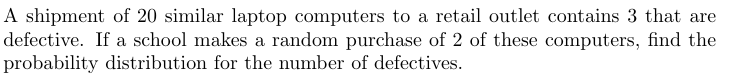 A shipment of 20 similar laptop computers to a retail outlet contains 3 that are
defective. If a school makes a random purchase of 2 of these computers, find the
probability distribution for the number of defectives.